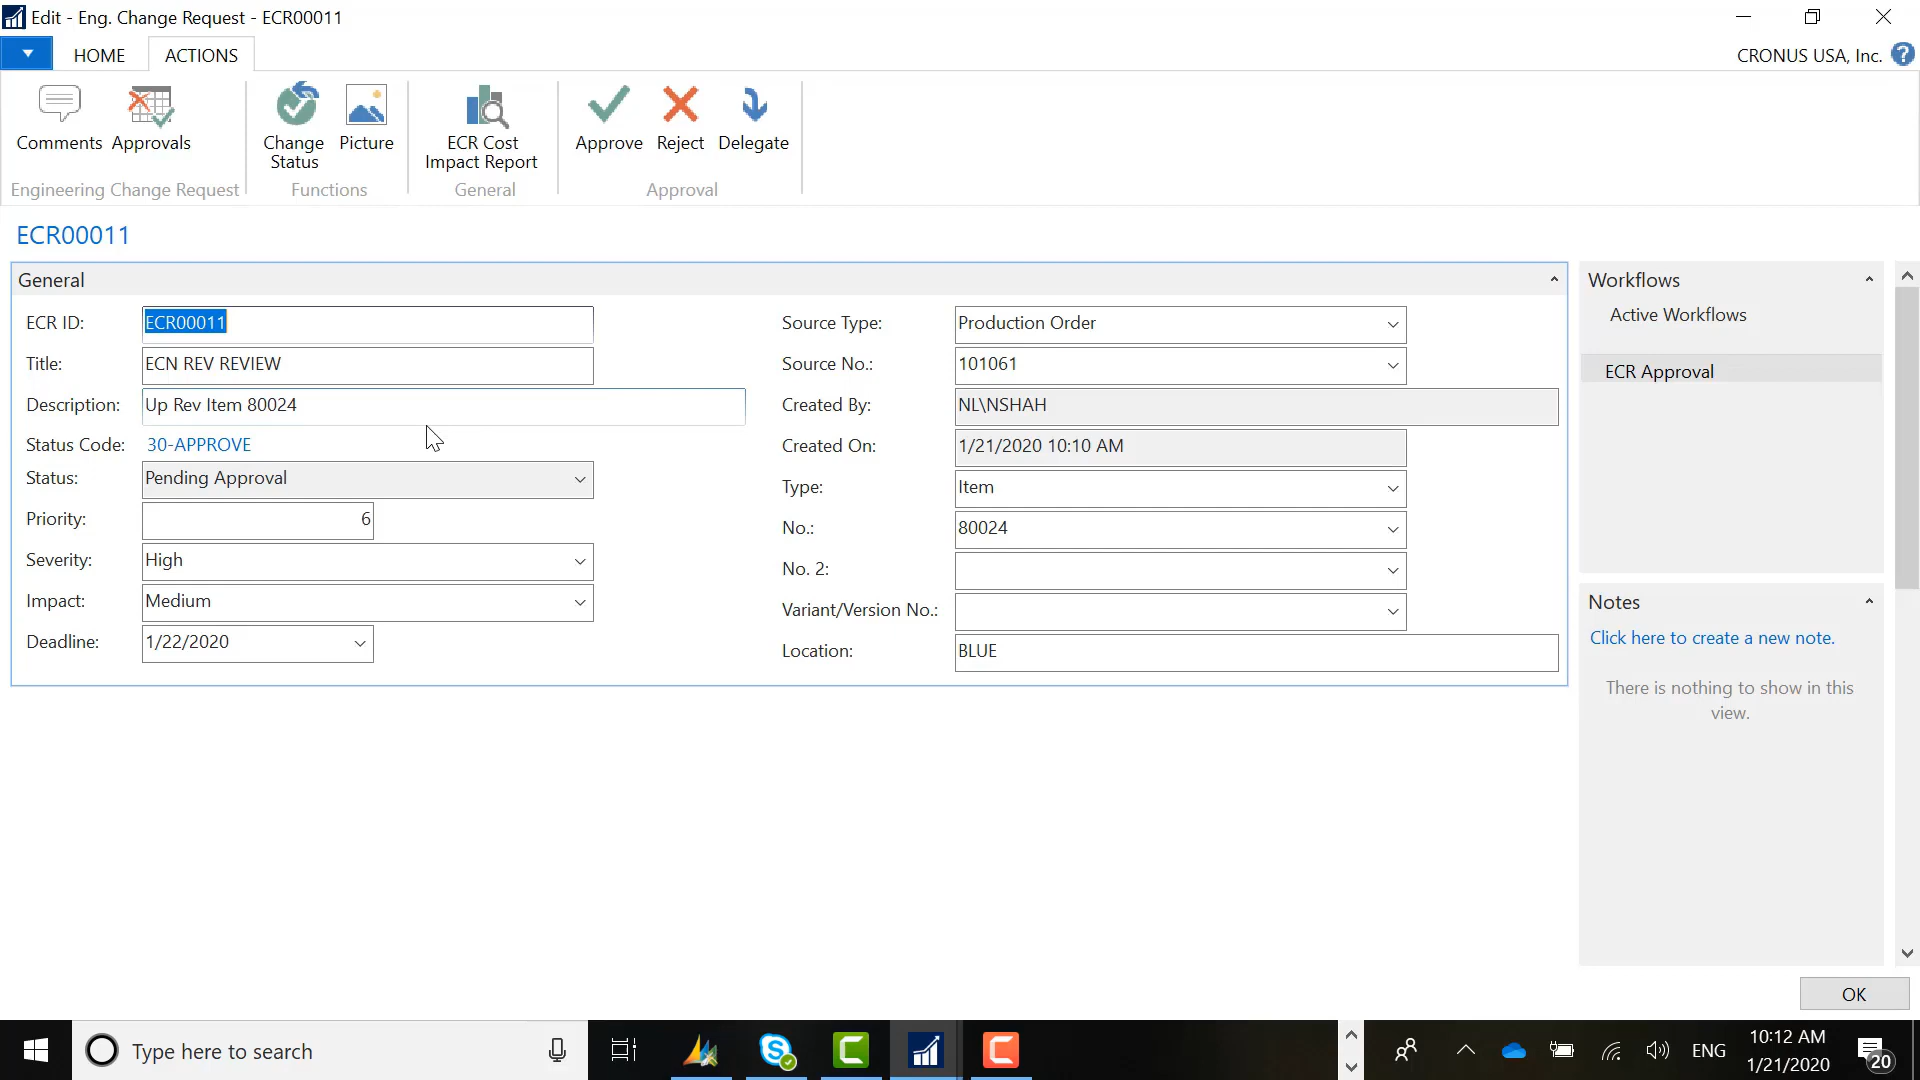 Edit - Eng. Change Request - ECR00011
HOME
ACTIONS
CRONUS USA, Inc.
?
Comments
Approvals
Engineering Change Request
Change
Status
Picture
Functions
ECR Cost
Impact Report
General
Approve
Reject
Delegate
Approval
ECR00011
General
ECR ID: ECR00011
Title: ECN REV REVIEW
Description: Up Rev Item 80024
Status Code: 30-APPROVE
Status: Pending Approval
Priority: 6
Severity: High
Impact: Medium
Deadline: 1/22/2020
Source Type: Production Order
Source No.: 101061
Created By: NL\NSHAH
Created On: 1/21/2020 10:10 AM
Type: Item
No.: 80024
No. 2:
Variant/Version No.:
Location: BLUE
Workflows
Active Workflows
ECR Approval
Notes
Click here to create a new note.
There is nothing to show in this
view.
OK
Type here to search
ENG
10:12 AM
1/21/2020
20